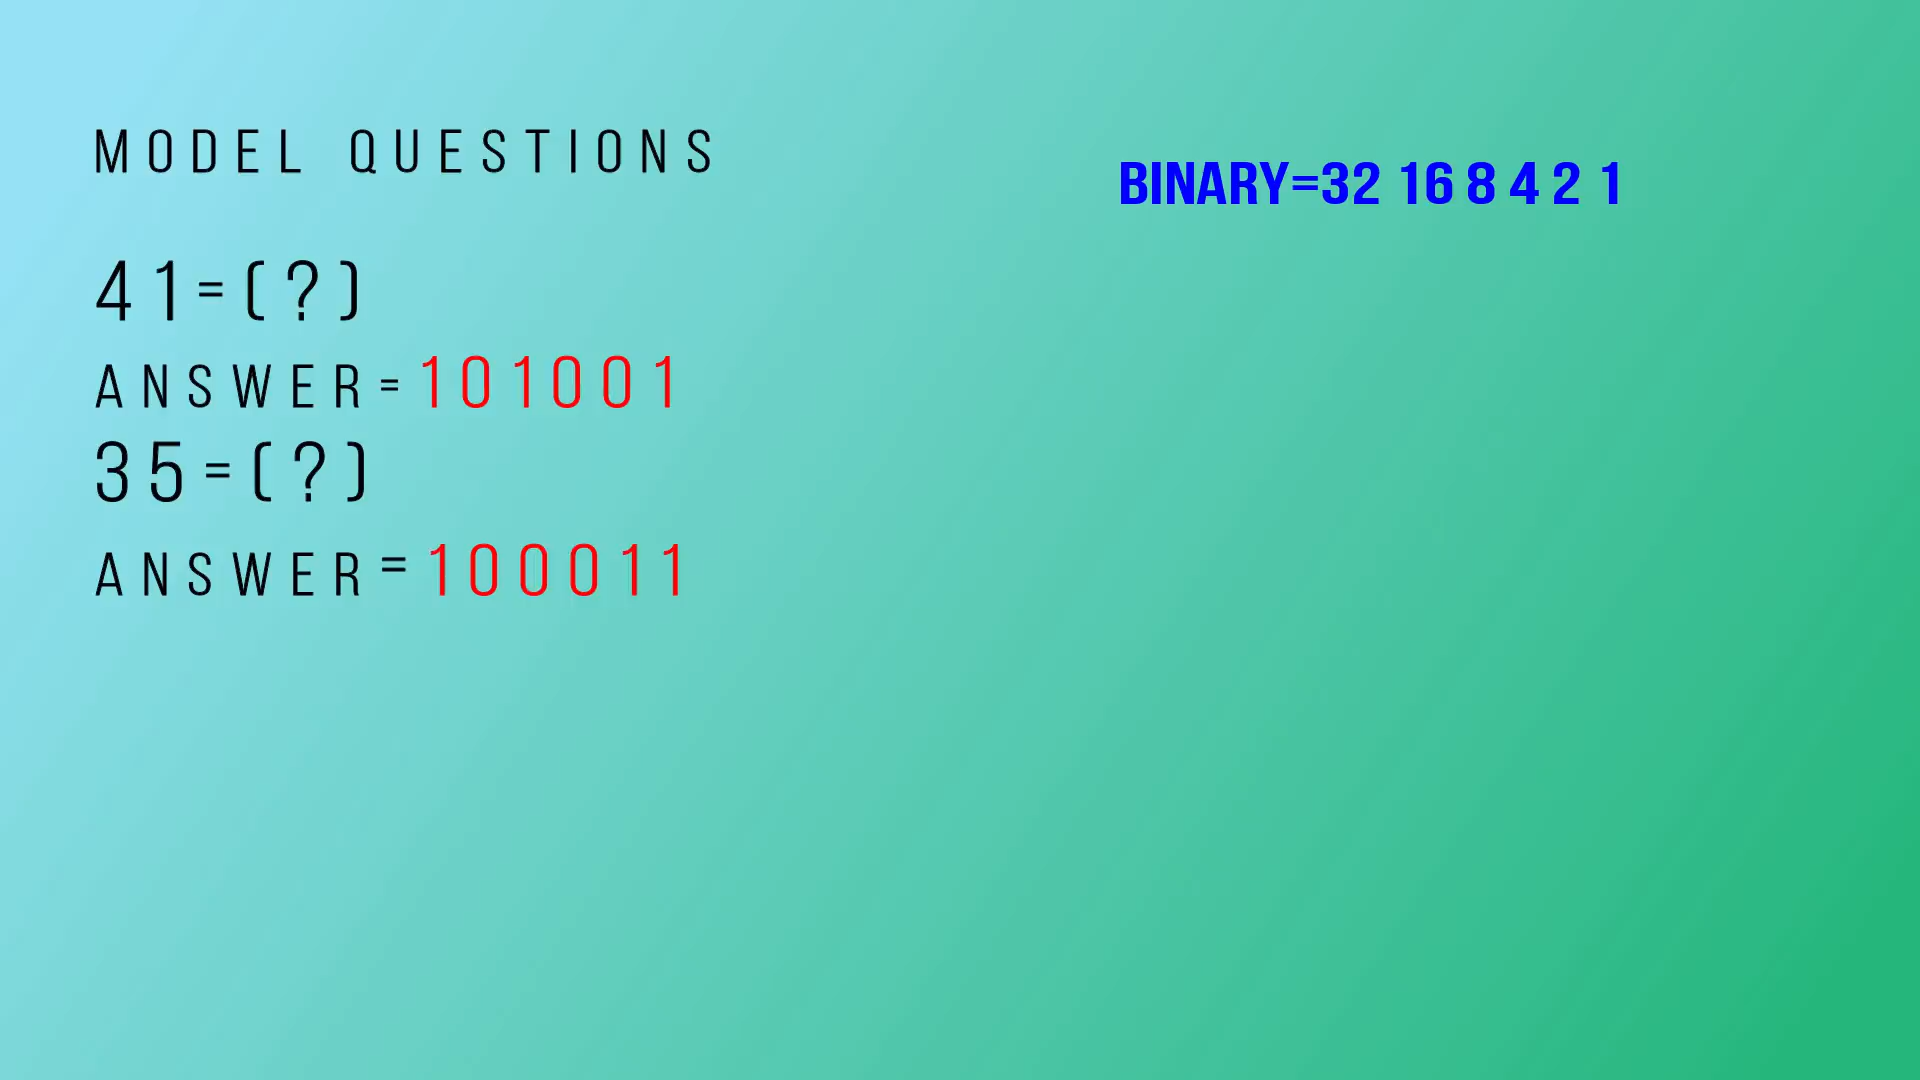 MODEL QUESTIONS
BINARY=32 16 8 4 2 1
41=(?)
ANSWER=101001
35=(?)
ANSWER=100011